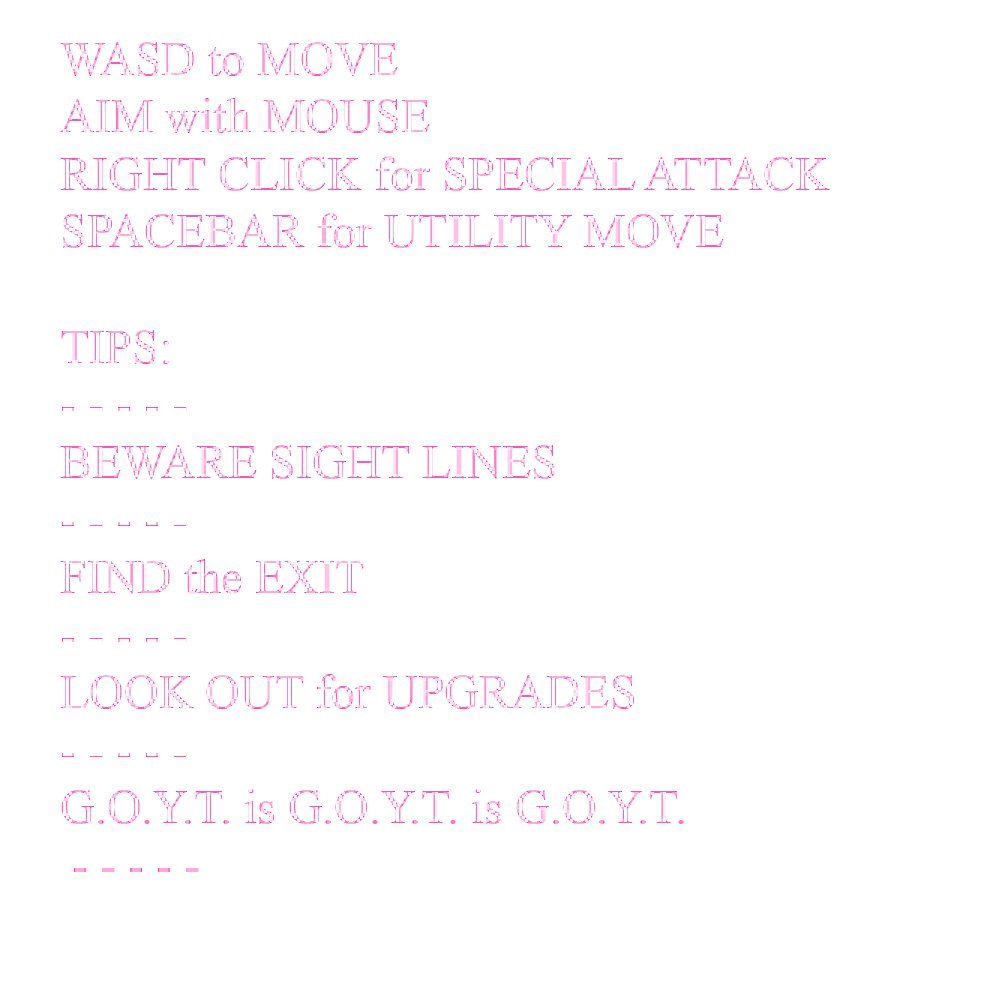 WASD to MOVE
AIM with MOUSE
RIGHT CLICK for SPECIAL ATTACK
SPACEBAR for UTILITY MOVE
TIPS:
- - - - -
BEWARE SIGHT LINES
- - - - -
FIND the EXIT
- - - - -
LOOK OUT for UPGRADES
- - - - -
G.O.Y.T. is G.O.Y.T. is G.O.Y.T.
- - - - -